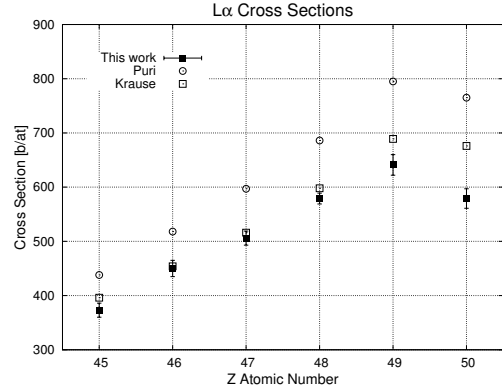 Lα Cross Sections
900
800
700
600
500
400
300
Cross Section [b/at]
This work
Puri
Krause
45 46 47 48 49 50
Z Atomic Number